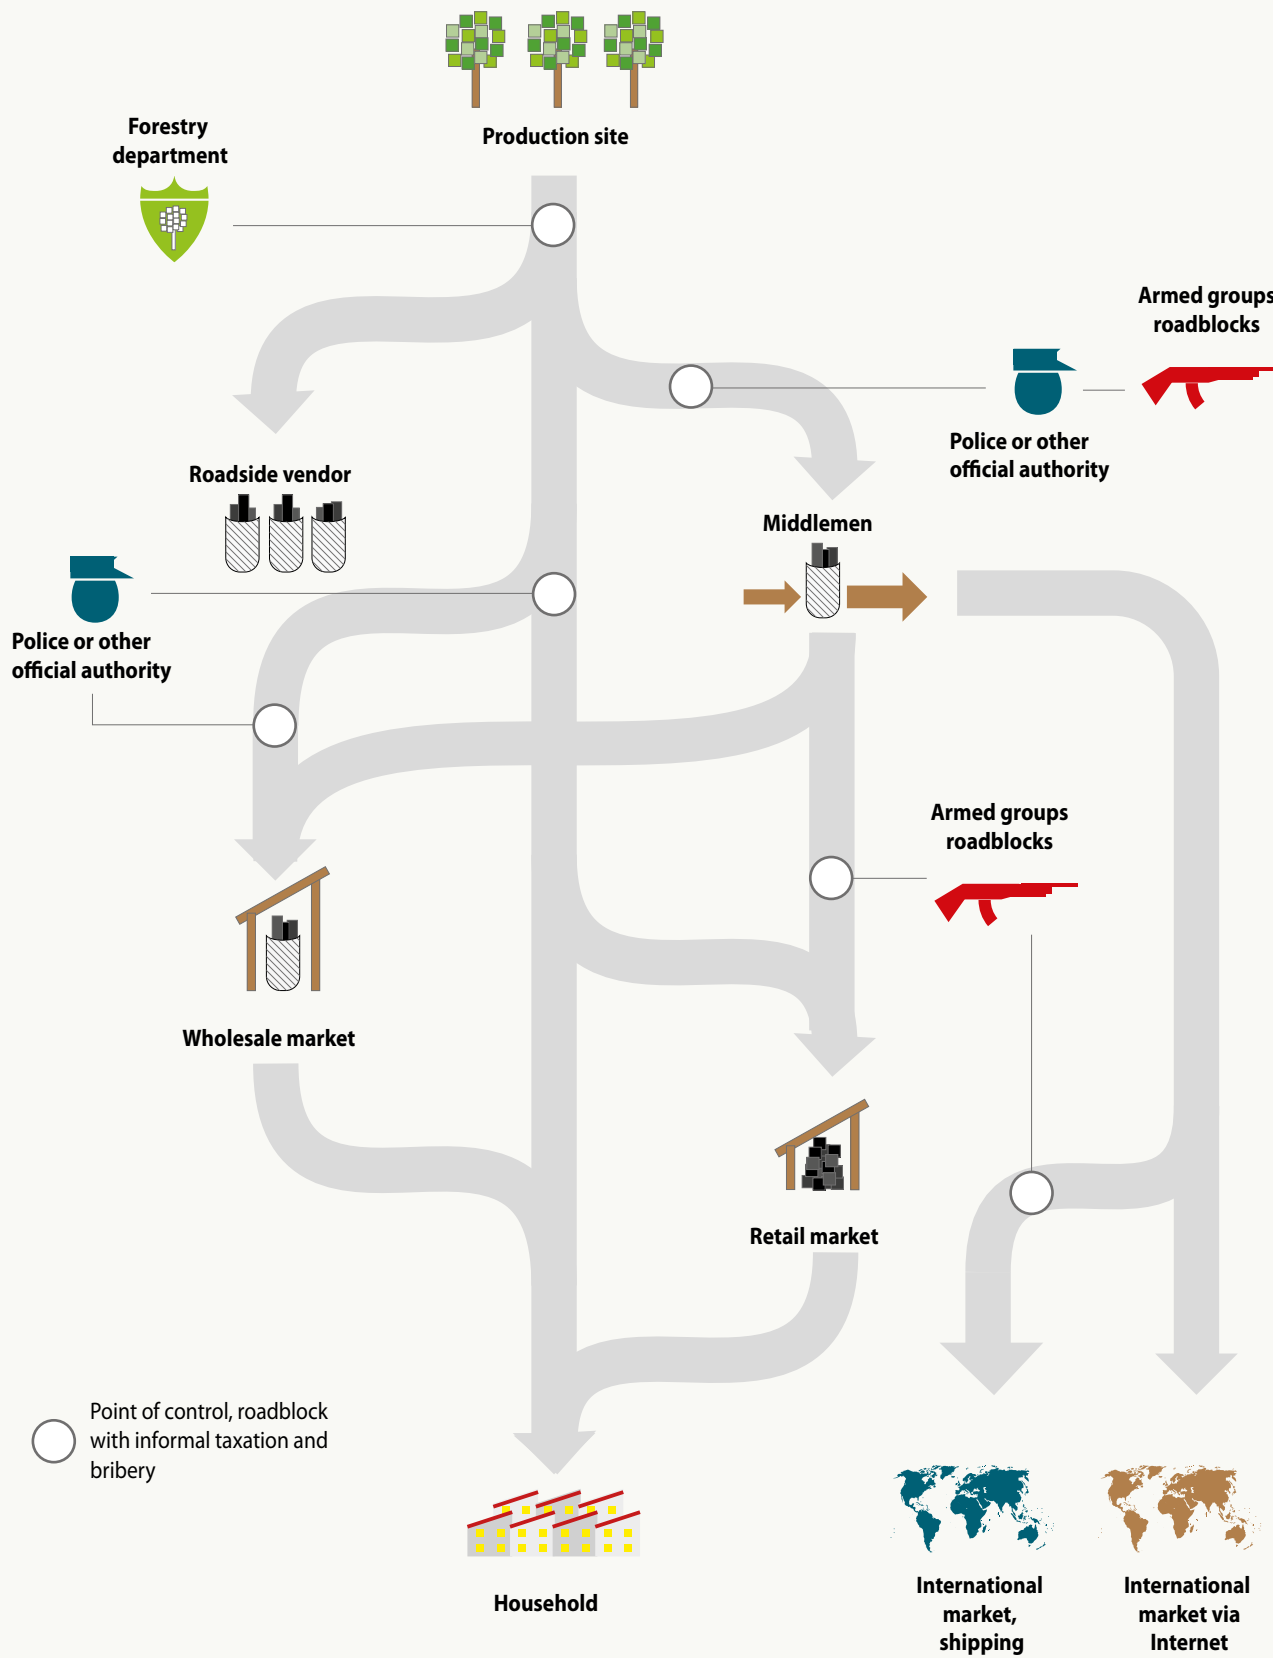 Production site
Forestry
department
Armed groups
roadblocks
Police or other
official authority
Roadside vendor
Middlemen
Police or other
official authority
Armed groups
roadblocks
Wholesale market
Retail market
Point of control, roadblock
with informal taxation and
bribery
Household
International
market,
shipping
International
market via
Internet